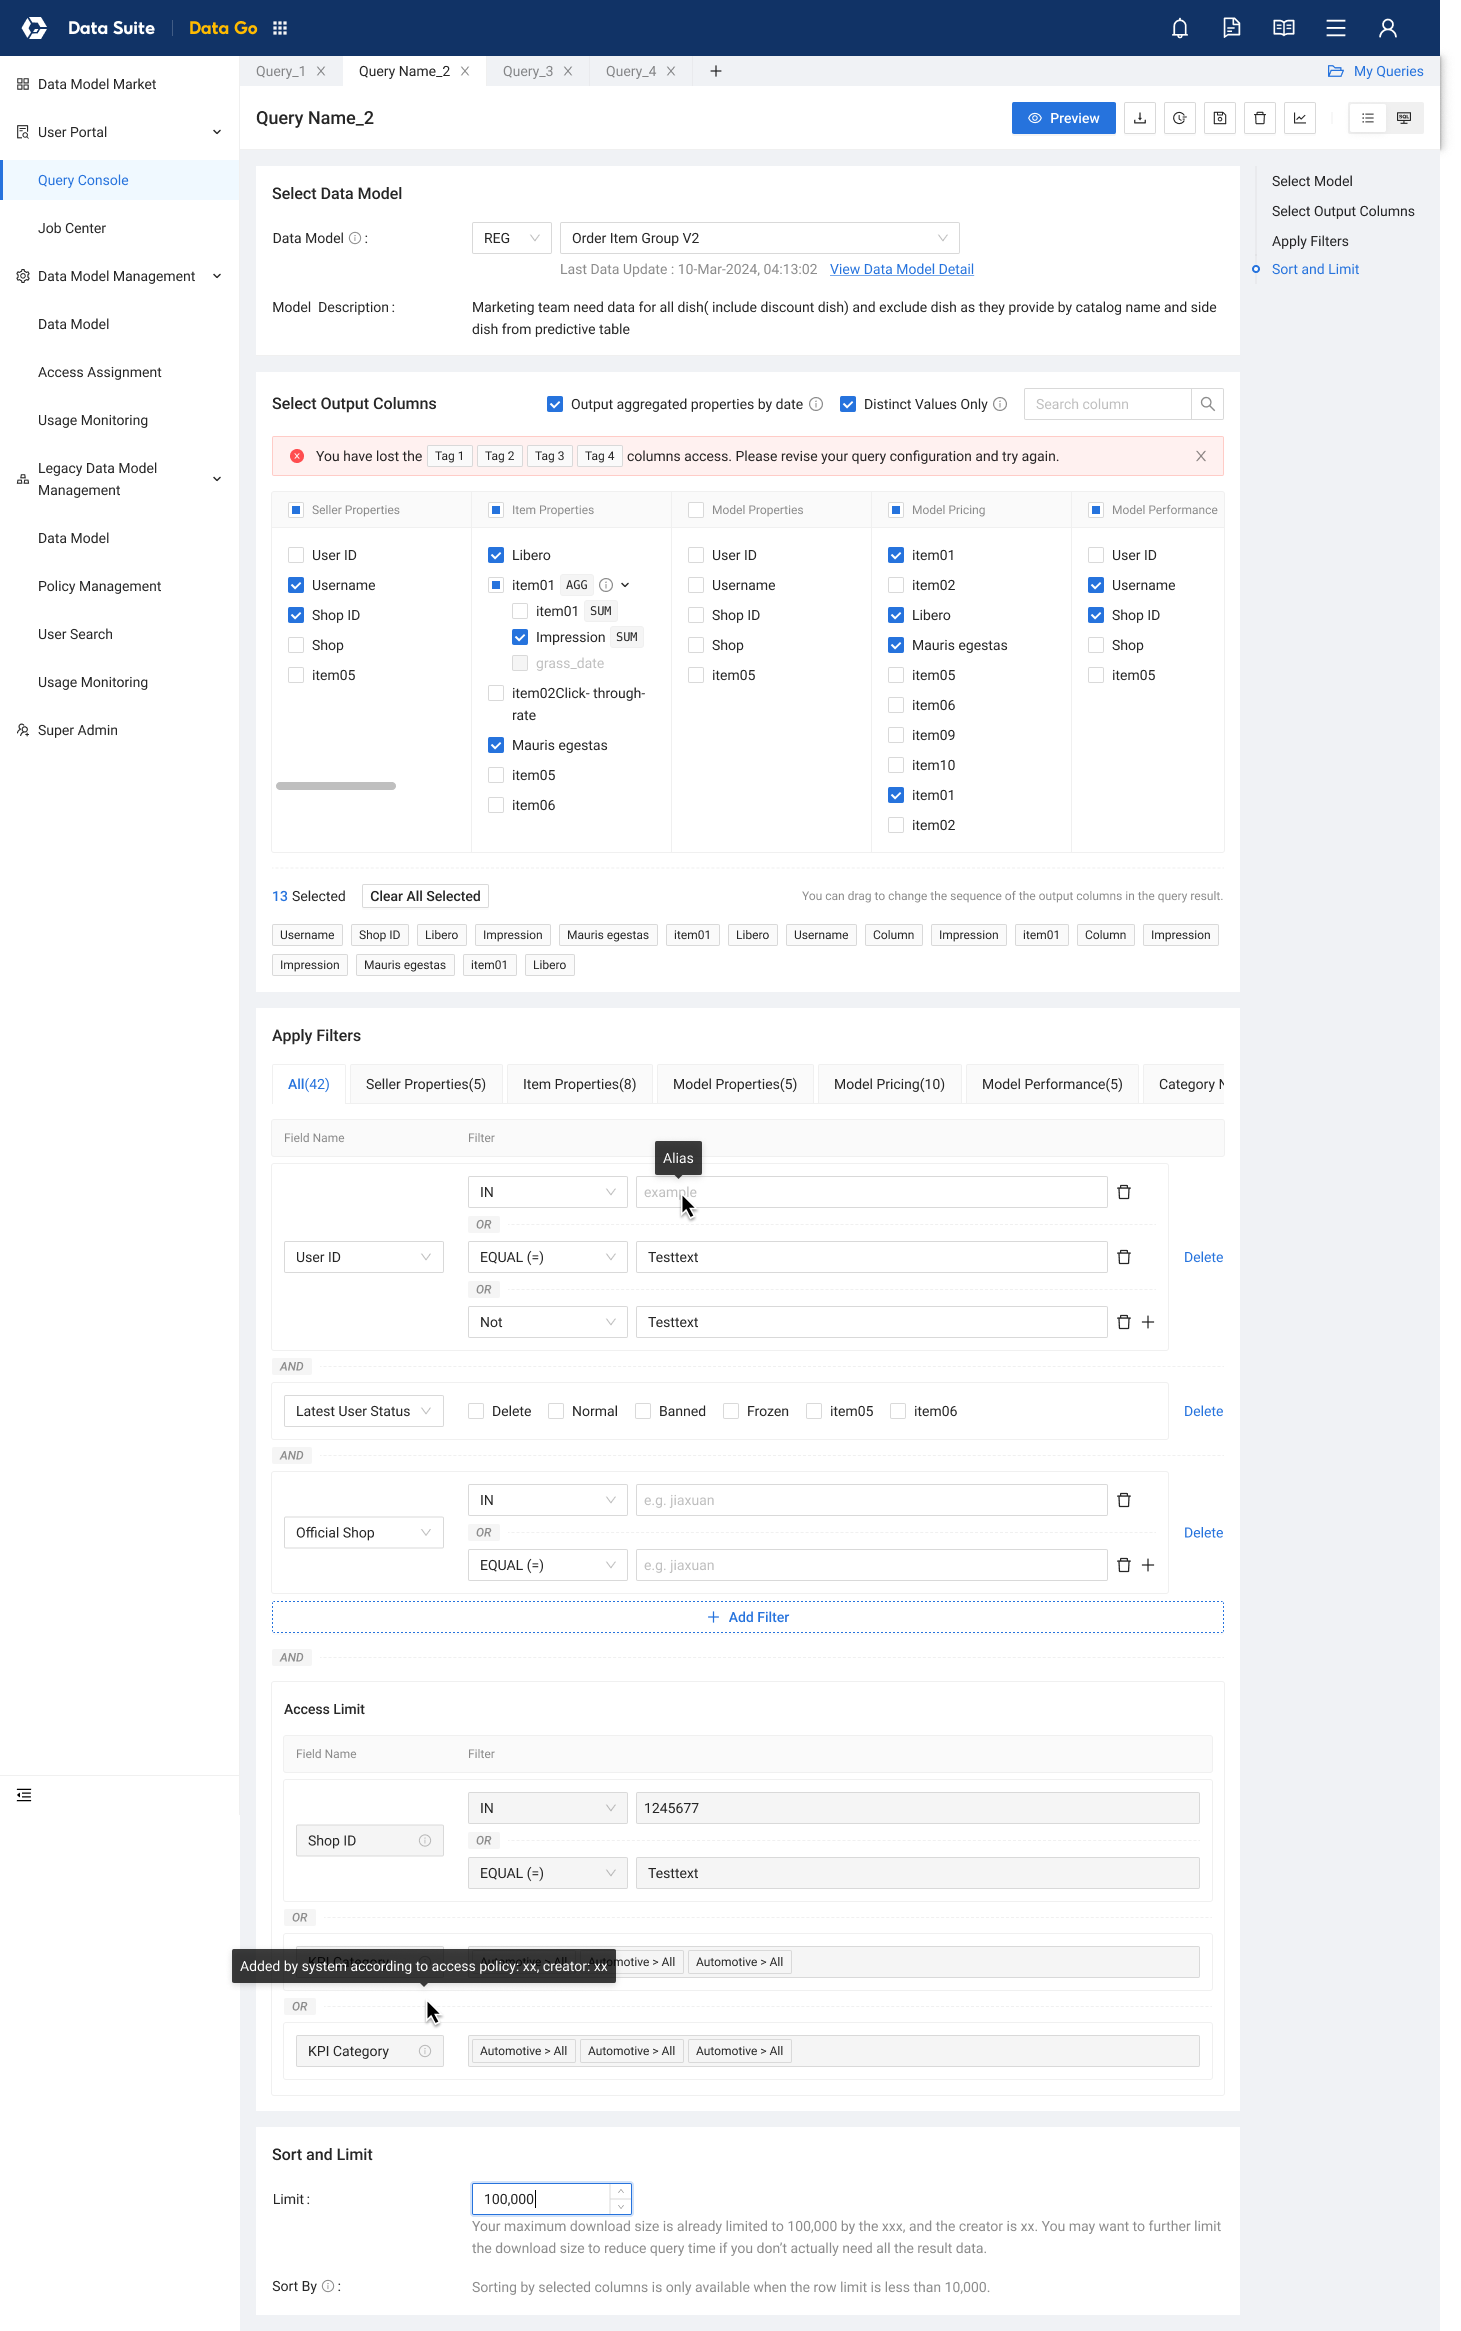 Data Suite
Data Go
Data Model Market
User Portal
Query Console
Job Center
Data Model Management
Data Model
Access Assignment
Usage Monitoring
Legacy Data Model
Management
Data Model
Policy Management
User Search
Usage Monitoring
Super Admin
Query_1
Query Name_2
Query_3
Query_4
My Queries
Query Name_2
Preview
SQL
Select Model
Select Output Columns
Apply Filters
Sort and Limit
Select Data Model
Data Model :
REG
Order Item Group V2
Last Data Update : 10-Mar-2024, 04:13:02 View Data Model Detail
Model Description :
Marketing team need data for all dish( include discount dish) and exclude dish as they provide by catalog name and side
dish from predictive table
Select Output Columns
Output aggregated properties by date
Distinct Values Only
Search column
You have lost the Tag 1 Tag 2 Tag 3 Tag 4 columns access. Please revise your query configuration and try again.
Seller Properties
User ID
Username
Shop ID
Shop
item05
Item Properties
Libero
item01 AGG
item01 SUM
Impression SUM
grass_date
item02Click- through-
rate
Mauris egestas
item05
item06
Model Properties
User ID
Username
Shop ID
Shop
item05
Model Pricing
item01
item02
Libero
Mauris egestas
item05
item06
item09
item10
item01
item02
Model Performance
User ID
Username
Shop ID
Shop
item05
13 Selected
Clear All Selected
You can drag to change the sequence of the output columns in the query result.
Username Shop ID Libero Impression Mauris egestas item01 Libero Username Column Impression item01 Column Impression
Impression Mauris egestas item01 Libero
Apply Filters
All(42) Seller Properties(5) Item Properties(8) Model Properties(5) Model Pricing(10) Model Performance(5) Category N
Field Name Filter
Alias
IN example
OR
User ID EQUAL (=) Testtext Delete
OR
Not Testtext
AND
Latest User Status Delete Normal Banned Frozen item05 item06 Delete
AND
IN e.g. jiaxuan
Official Shop OR Delete
EQUAL (=) e.g. jiaxuan
Add Filter
AND
Access Limit
Field Name Filter
IN 1245677
Shop ID OR
EQUAL (=) Testtext
OR
KPI Category Automotive > All Automotive > All Automotive > All
Added by system according to access policy: xx, creator: xx
OR
KPI Category Automotive > All Automotive > All Automotive > All
Sort and Limit
Limit :
100,000
Your maximum download size is already limited to 100,000 by the xxx, and the creator is xx. You may want to further limit
the download size to reduce query time if you don’t actually need all the result data.
Sort By :
Sorting by selected columns is only available when the row limit is less than 10,000.